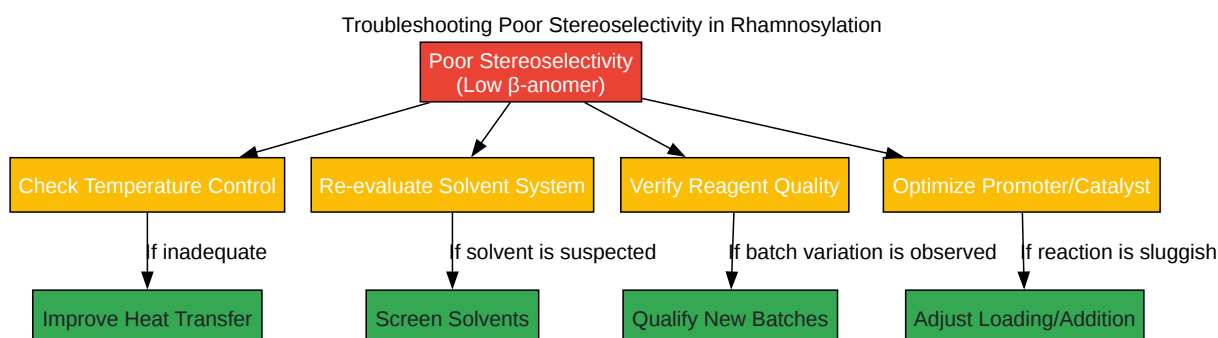 Troubleshooting Poor Stereoselectivity in Rhamnosylation
Poor Stereoselectivity
(Low β-anomer)
Check Temperature Control
Re-evaluate Solvent System
Verify Reagent Quality
Optimize Promoter/Catalyst
If inadequate
If solvent is suspected
If batch variation is observed
If reaction is sluggish
Improve Heat Transfer
Screen Solvents
Qualify New Batches
Adjust Loading/Addition